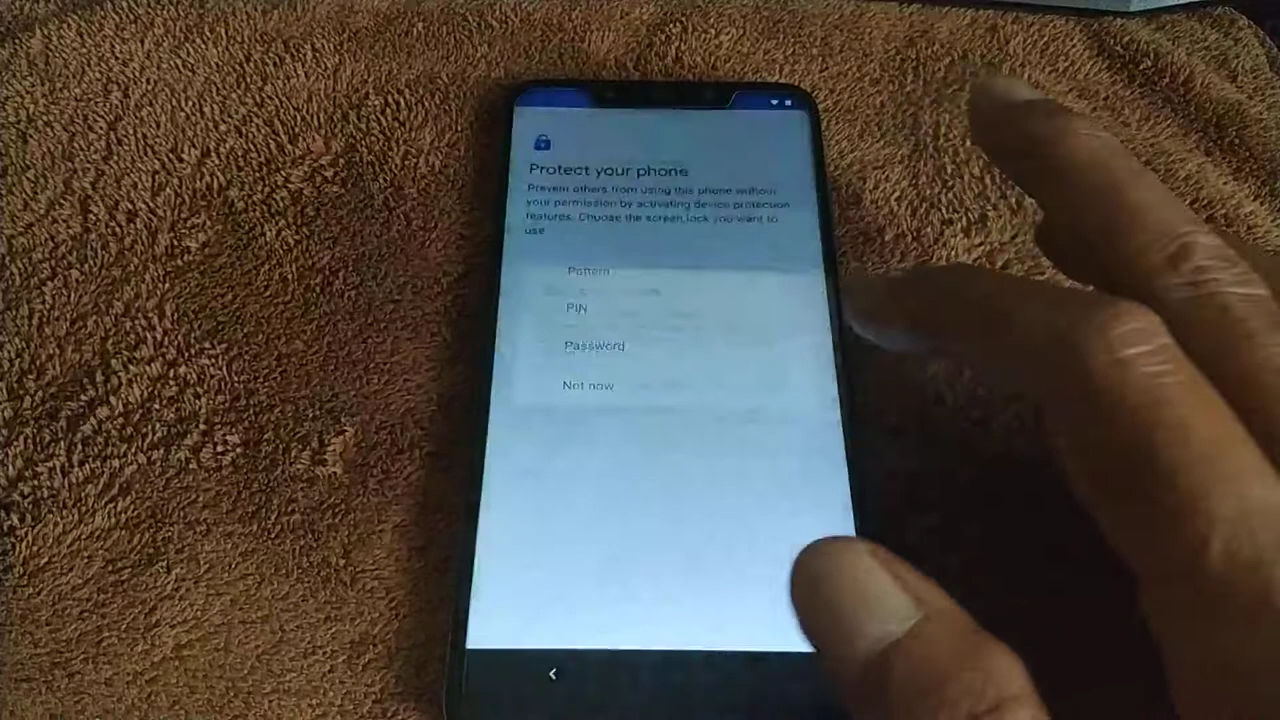 Protect your phone
Prevent others from using this phone without
your permission by activating device protection
features. Choose the screen lock you want to
use
Pattern
PIN
Password
Not now